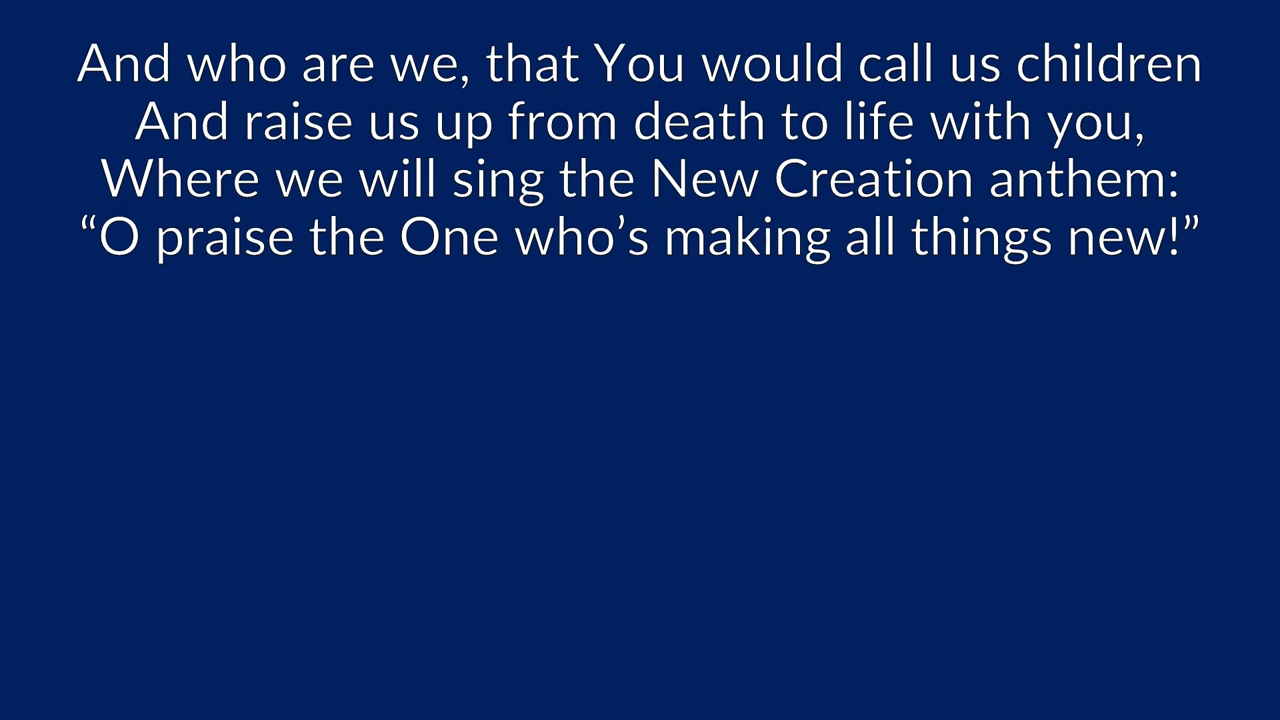 And who are we, that You would call us children
And raise us up from death to life with you,
Where we will sing the New Creation anthem:
“O praise the One who’s making all things new!”